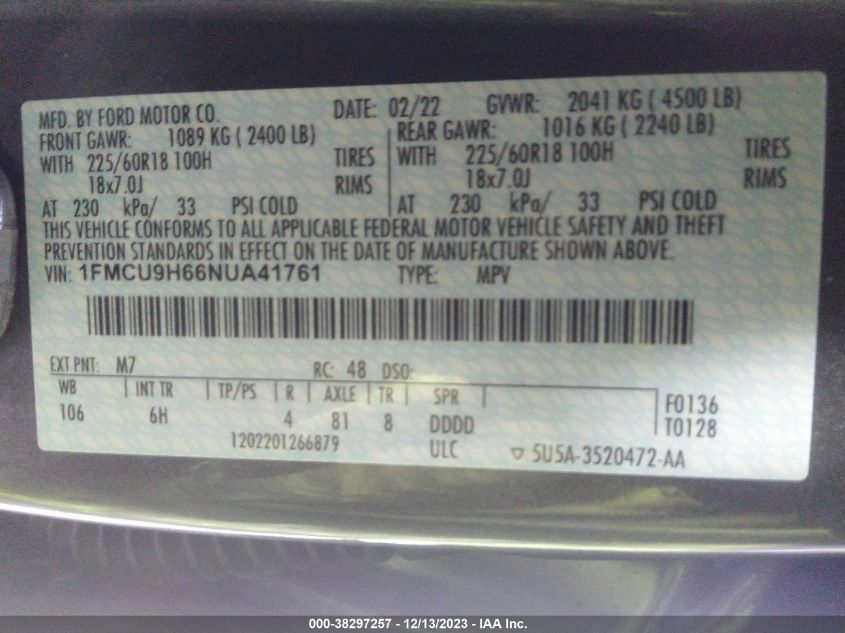 MFD. BY FORD MOTOR CO. DATE: 02/22 GVWR: 2041 KG ( 4500 LB)
FRONT GAWR: 1089 KG ( 2400 LB) REAR GAWR: 1016 KG ( 2240 LB)
WITH 225/60R18 100H TIRES WITH 225/60R18 100H TIRES
18x7.0J RIMS 18x7.0J RIMS
AT 230 kPa/ 33 PSI COLD AT 230 kPa/ 33 PSI COLD
THIS VEHICLE CONFORMS TO ALL APPLICABLE FEDERAL MOTOR VEHICLE SAFETY AND THEFT
PREVENTION STANDARDS IN EFFECT ON THE DATE OF MANUFACTURE SHOWN ABOVE.
VIN: 1FMCU9H66NUA41761 TYPE: MPV
EXT PNT: M7 RC: 48 DSO:
WB INT TR TP/PS R AXLE TR SPR F0136
106 6H 4 81 8 DDDD T0128
1202201266879 ULC ▽ 5U5A-3520472-AA
000-38297257 - 12/13/2023 - IAA Inc.